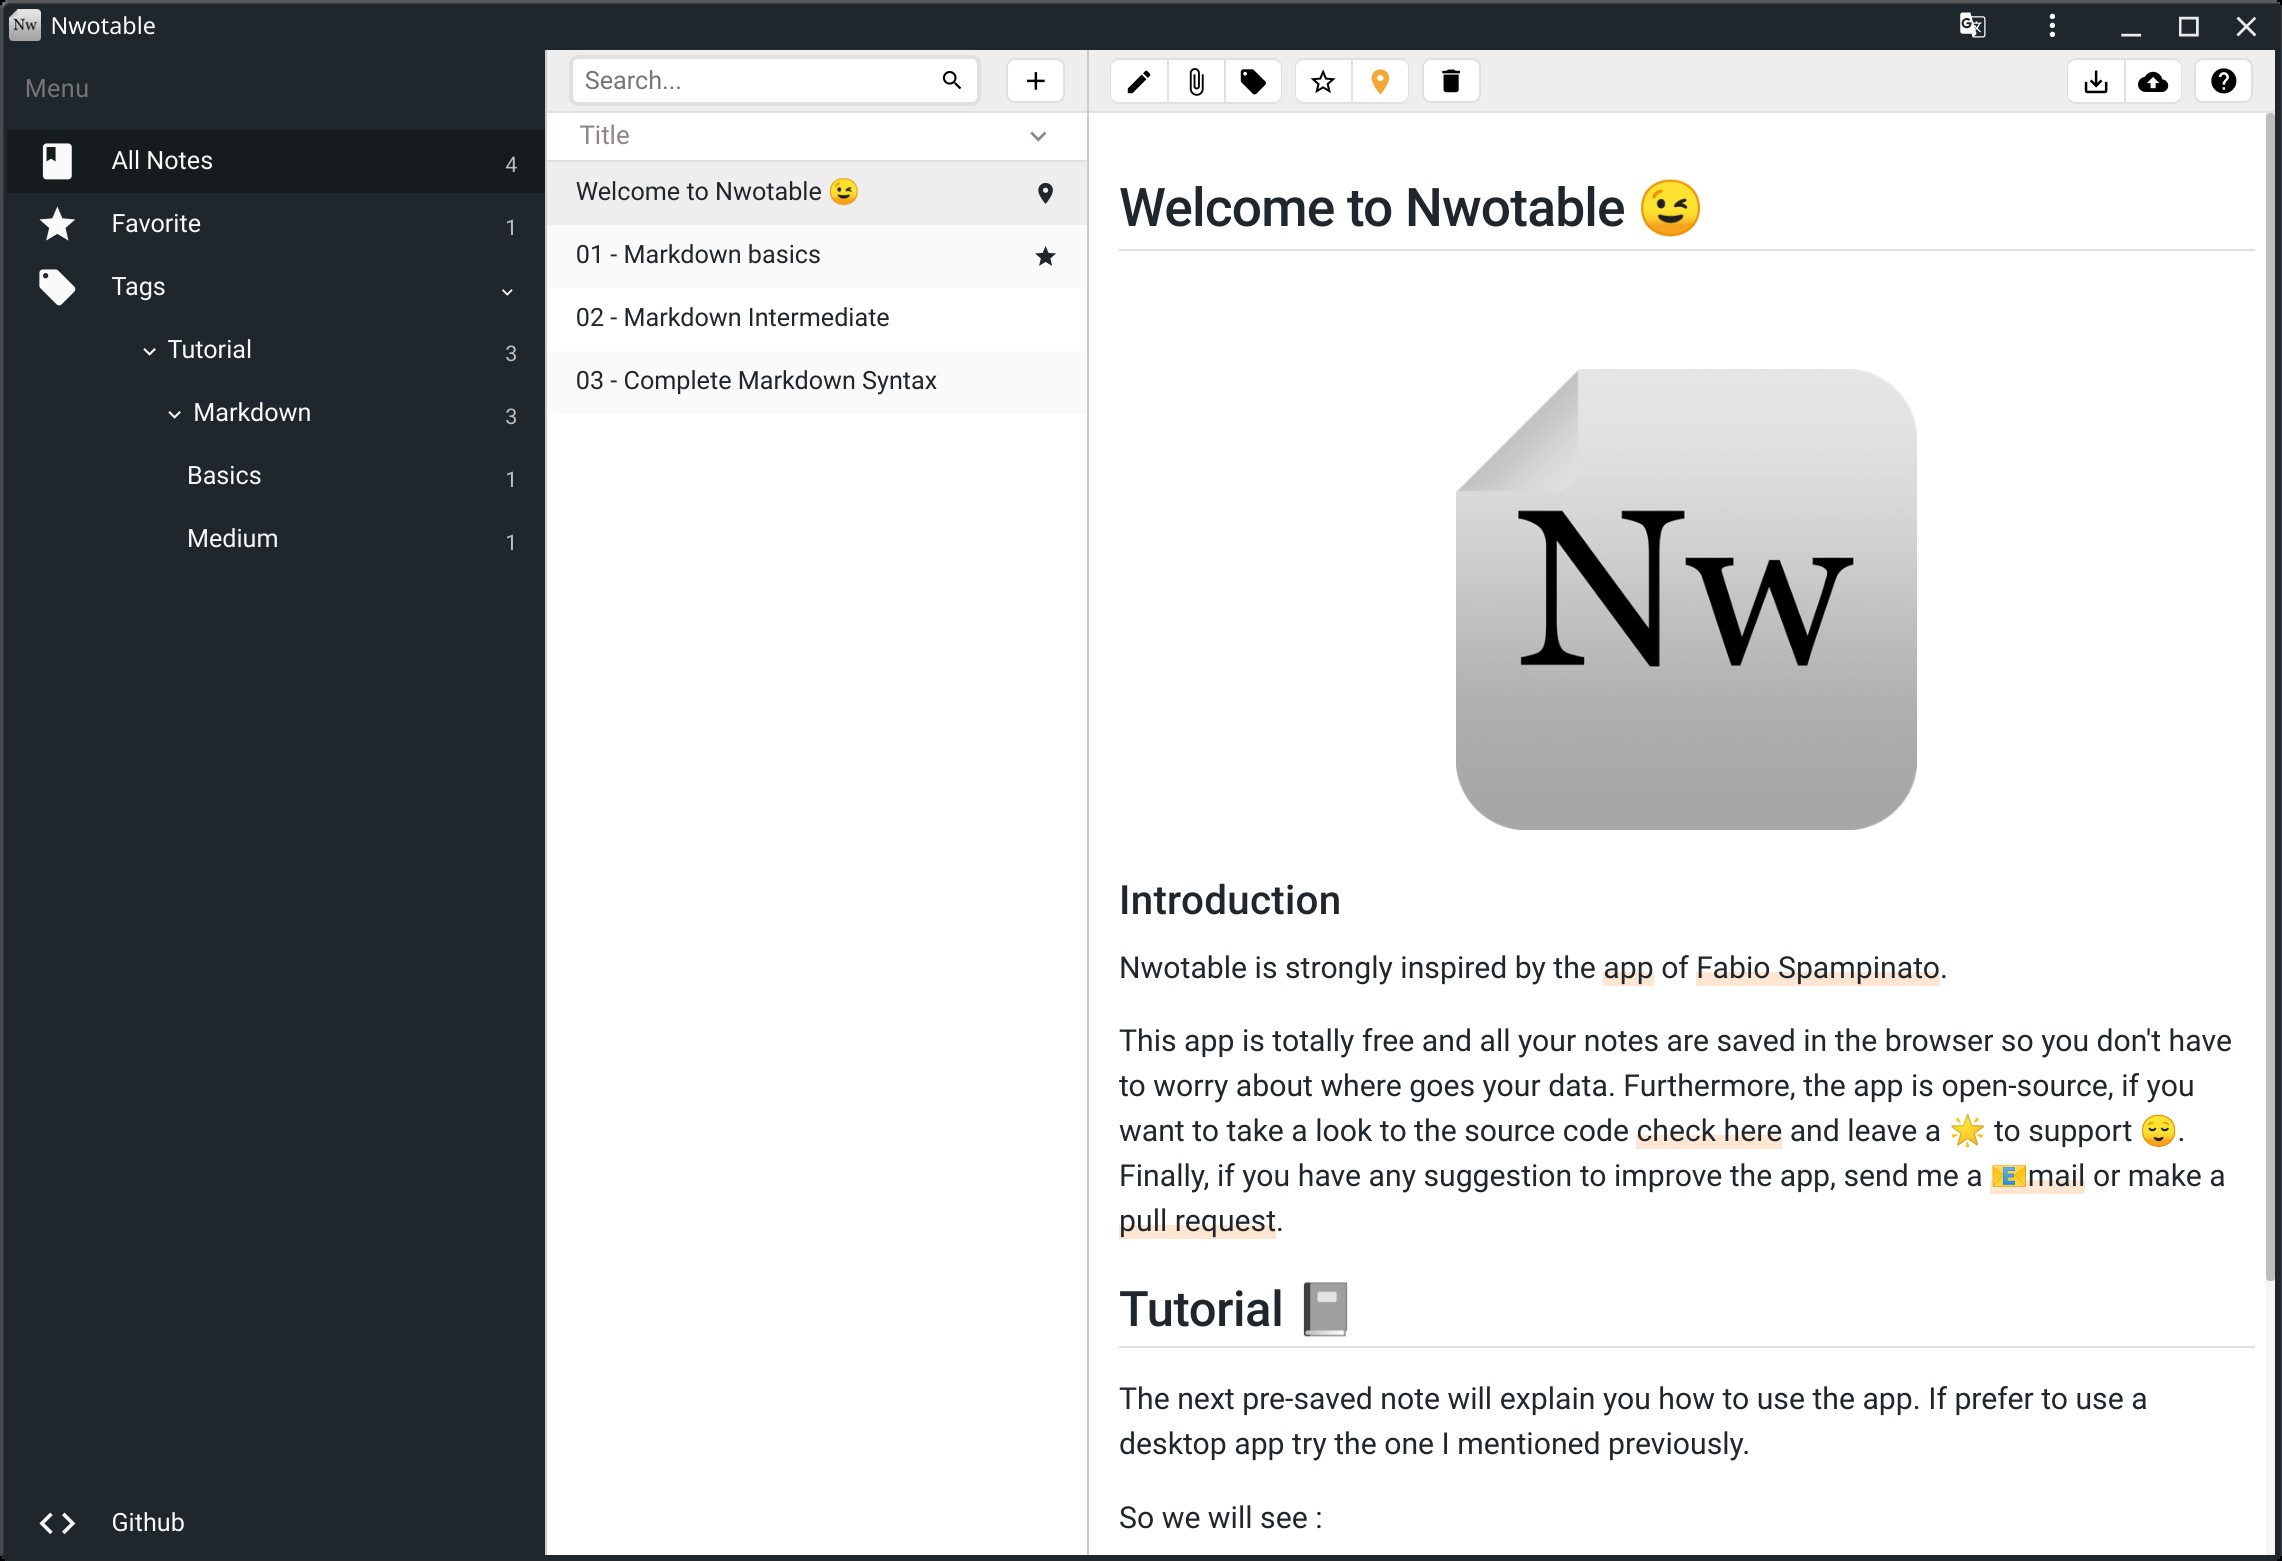 Nw Nwotable
Menu
All Notes 4
Favorite 1
Tags
Tutorial 3
Markdown 3
Basics 1
Medium 1
Github
Search...
Title
Welcome to Nwotable 😉
01 - Markdown basics
02 - Markdown Intermediate
03 - Complete Markdown Syntax
Welcome to Nwotable 😉
Nw
Introduction
Nwotable is strongly inspired by the app of Fabio Spampinato.
This app is totally free and all your notes are saved in the browser so you don't have
to worry about where goes your data. Furthermore, the app is open-source, if you
want to take a look to the source code check here and leave a 🌟 to support 😌.
Finally, if you have any suggestion to improve the app, send me a 📧mail or make a
pull request.
Tutorial 📓
The next pre-saved note will explain you how to use the app. If prefer to use a
desktop app try the one I mentioned previously.
So we will see :